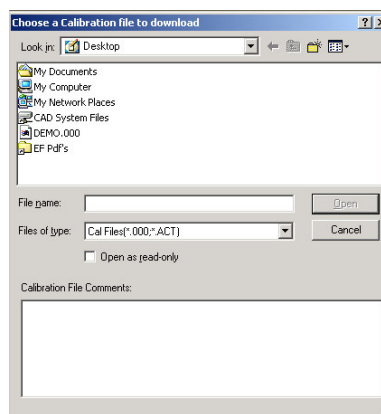 Choose a Calibration file to download
Look in: Desktop
My Documents
My Computer
My Network Places
CAD System Files
DEMO.000
EF Pdf's
File name: Open
Files of type: Cal Files(*.000;*.ACT) Cancel
Open as read-only
Calibration File Comments: